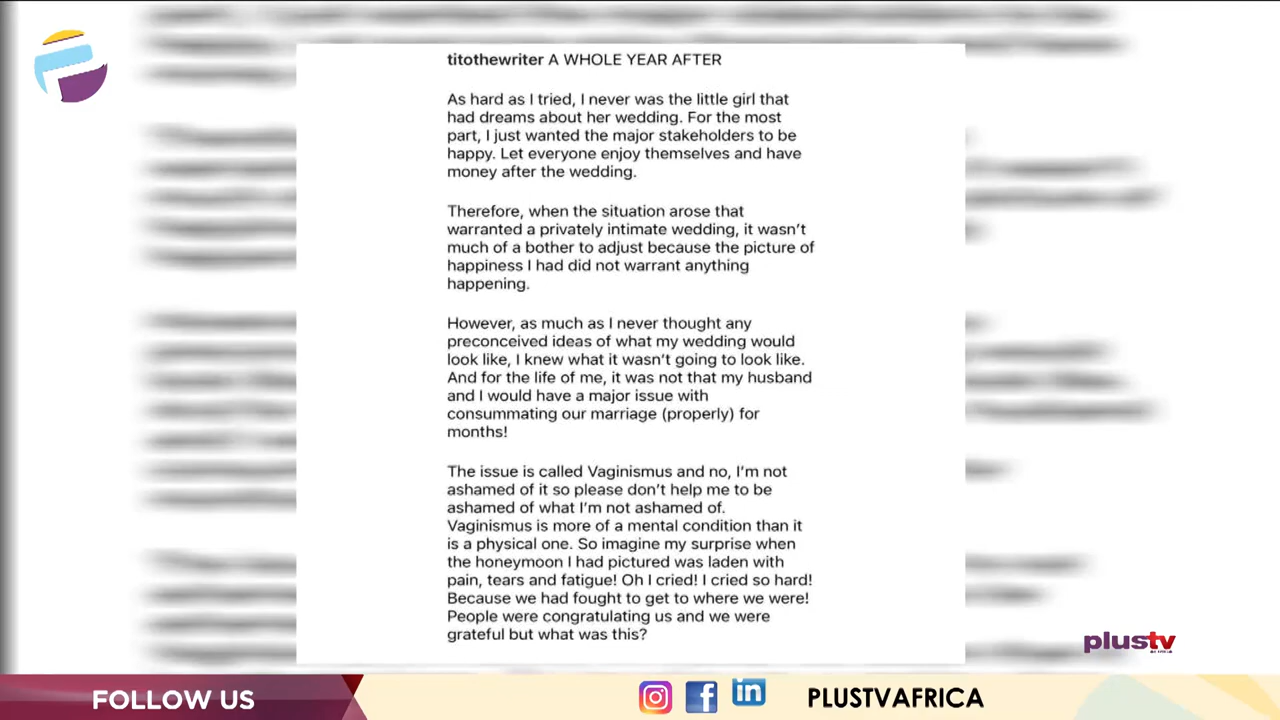 titothewriter A WHOLE YEAR AFTER
As hard as I tried, I never was the little girl that
had dreams about her wedding. For the most
part, I just wanted the major stakeholders to be
happy. Let everyone enjoy themselves and have
money after the wedding.
Therefore, when the situation arose that
warranted a privately intimate wedding, it wasn't
much of a bother to adjust because the picture of
happiness I had did not warrant anything
happening.
However, as much as I never thought any
preconceived ideas of what my wedding would
look like, I knew what it wasn't going to look like.
And for the life of me, it was not that my husband
and I would have a major issue with
consummating our marriage (properly) for
months!
The issue is called Vaginismus and no, I'm not
ashamed of it so please don't help me to be
ashamed of what I'm not ashamed of.
Vaginismus is more of a mental condition than it
is a physical one. So imagine my surprise when
the honeymoon I had pictured was laden with
pain, tears and fatigue! Oh I cried! I cried so hard!
Because we had fought to get to where we were!
People were congratulating us and we were
grateful but what was this?
plustv
FOLLOW US
PLUSTVAFRICA